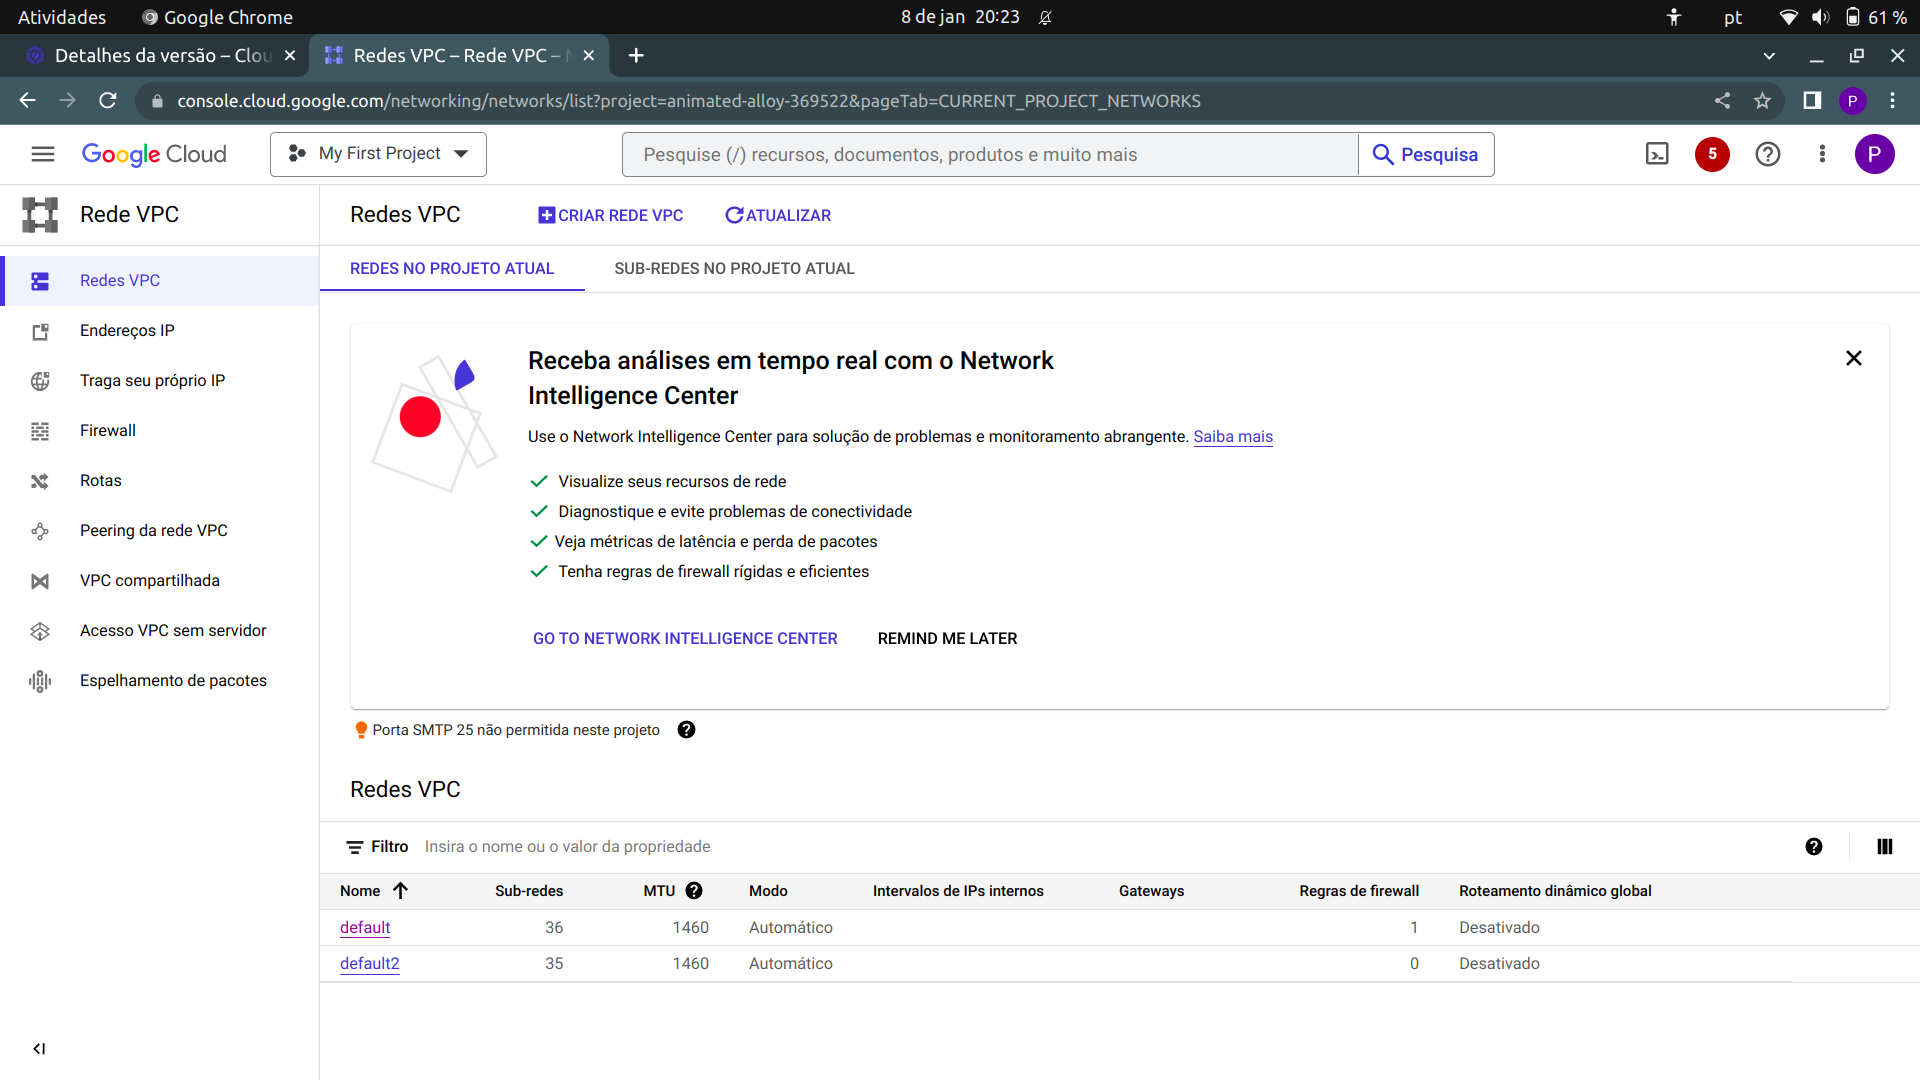 Atividades
Google Chrome
8 de jan 20:23
pt
61 %
Detalhes da versão – Clou
Redes VPC – Rede VPC –
console.cloud.google.com/networking/networks/list?project=animated-alloy-369522&pageTab=CURRENT_PROJECT_NETWORKS
P
Google Cloud
My First Project
Pesquise (/) recursos, documentos, produtos e muito mais
Pesquisa
5
P
Rede VPC
Redes VPC
Endereços IP
Traga seu próprio IP
Firewall
Rotas
Peering da rede VPC
VPC compartilhada
Acesso VPC sem servidor
Espelhamento de pacotes
Redes VPC
CRIAR REDE VPC
ATUALIZAR
REDES NO PROJETO ATUAL
SUB-REDES NO PROJETO ATUAL
Receba análises em tempo real com o Network
Intelligence Center
Use o Network Intelligence Center para solução de problemas e monitoramento abrangente. Saiba mais
Visualize seus recursos de rede
Diagnostique e evite problemas de conectividade
Veja métricas de latência e perda de pacotes
Tenha regras de firewall rígidas e eficientes
GO TO NETWORK INTELLIGENCE CENTER
REMIND ME LATER
Porta SMTP 25 não permitida neste projeto
Redes VPC
Filtro
Insira o nome ou o valor da propriedade
Nome Sub-redes MTU Modo Intervalos de IPs internos Gateways Regras de firewall Roteamento dinâmico global
default 36 1460 Automático 1 Desativado
default2 35 1460 Automático 0 Desativado